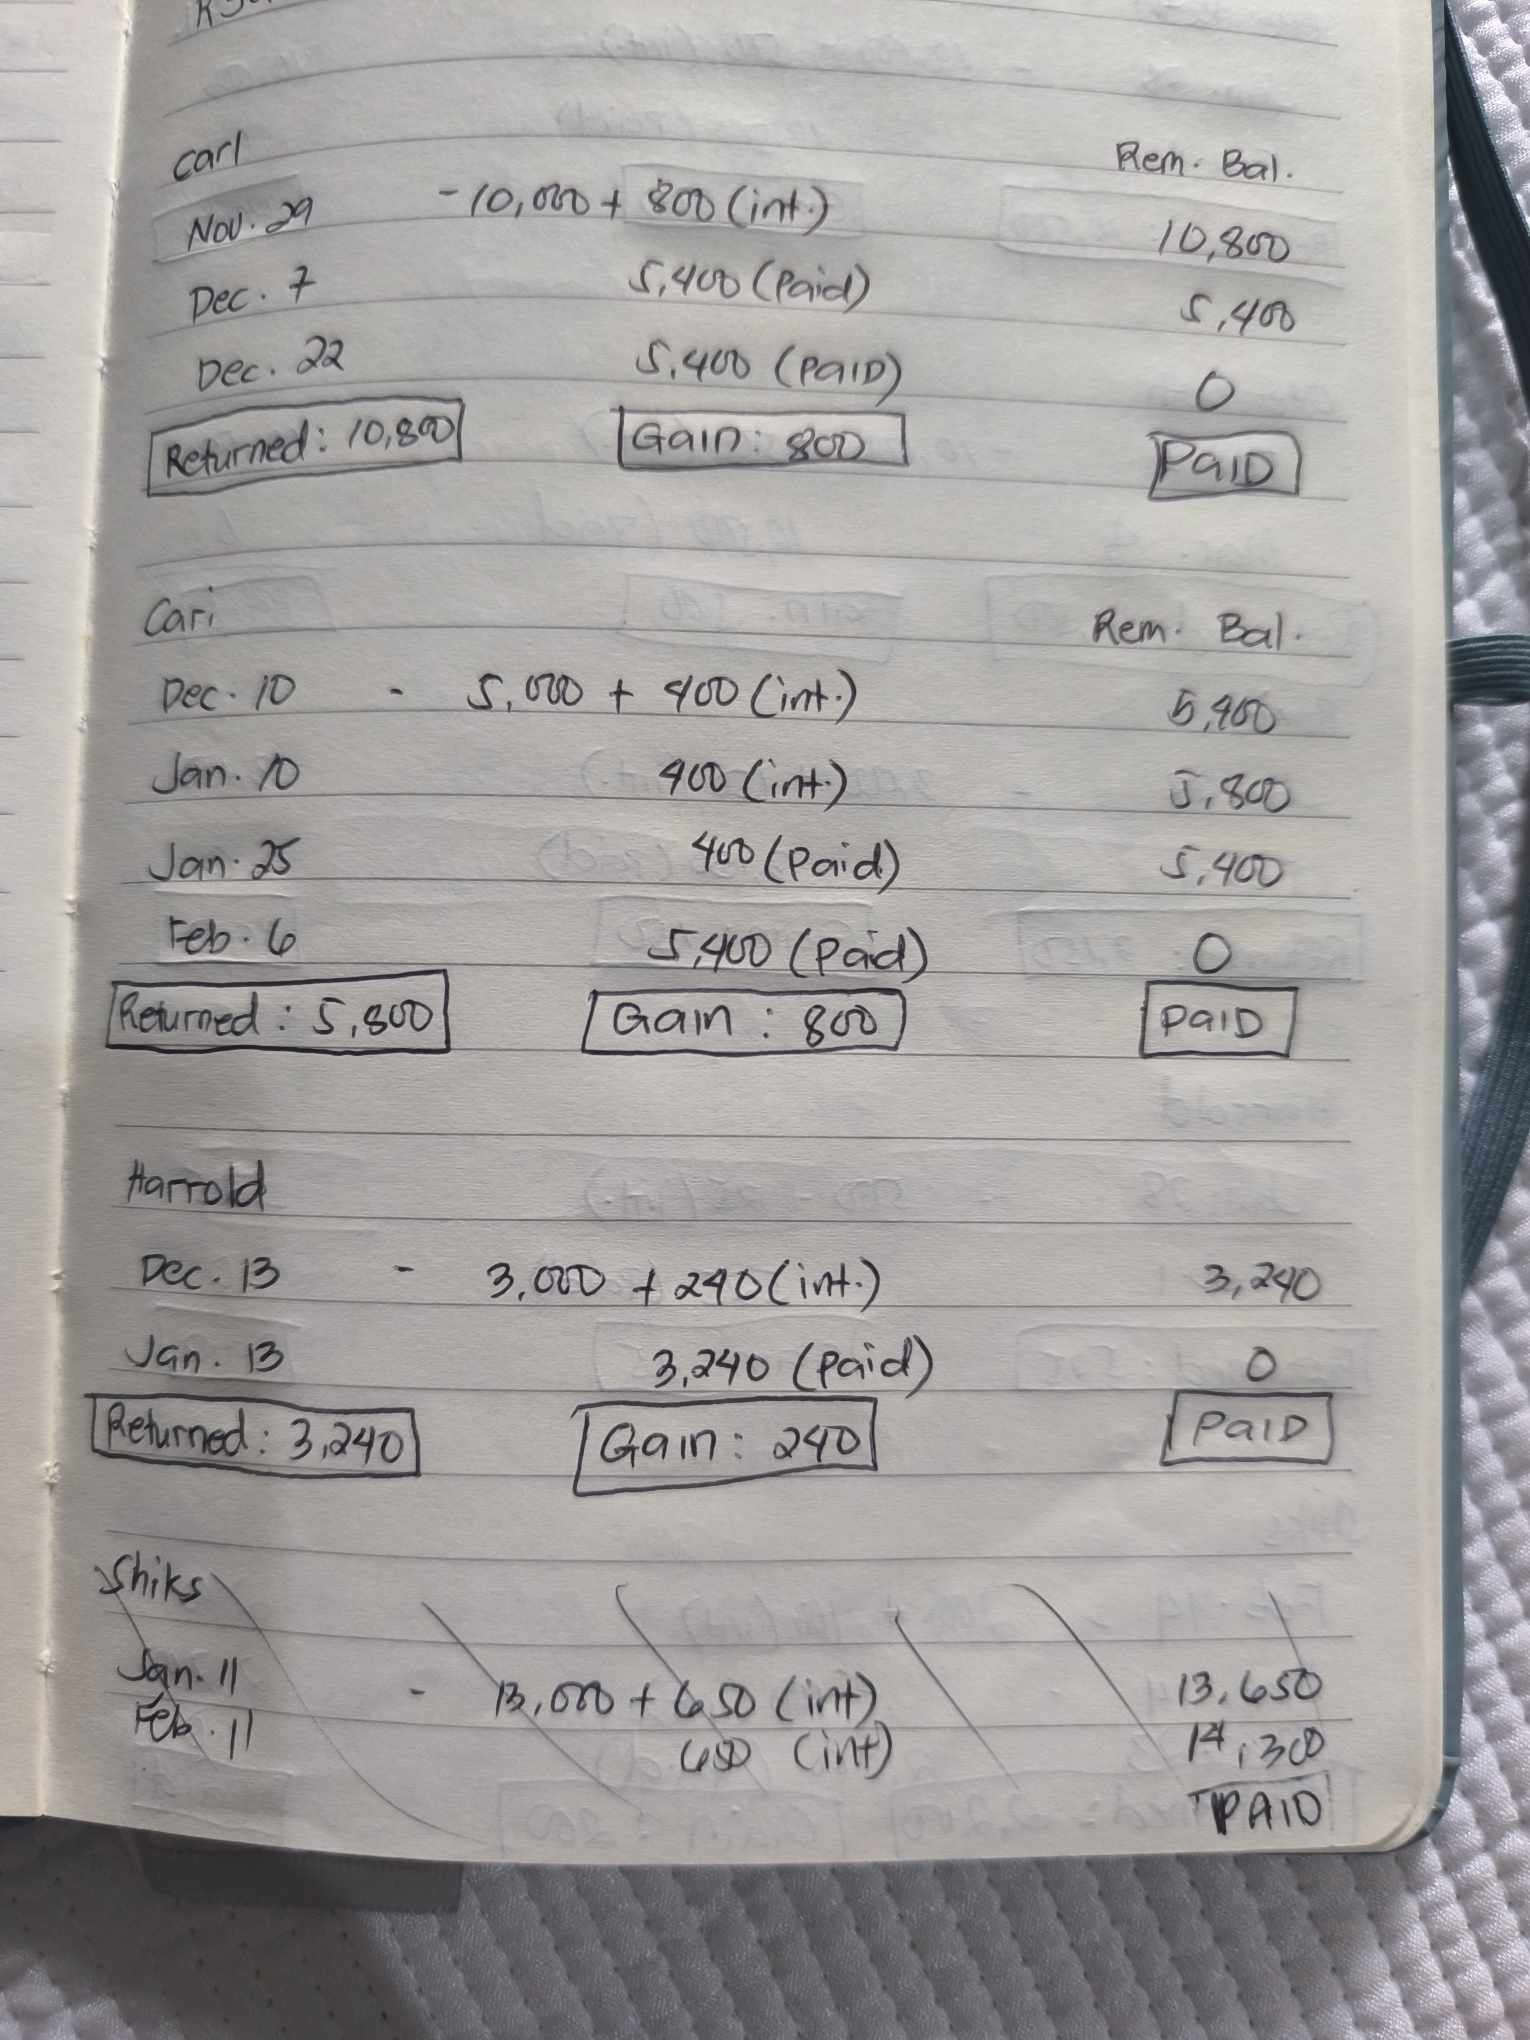 Carl Rem. Bal.
Nov. 29 - 10,000 + 800 (int.) 10,800
Dec. 7 5,400 (Paid) 5,400
Dec. 22 5,400 (PaID) 0
Returned: 10,800 Gain: 800 PaID
Cari Rem. Bal.
Dec. 10 - 5,000 + 400 (int.) 5,400
Jan. 10 400 (int.) 5,800
Jan. 25 400 (Paid) 5,400
Feb. 6 5,400 (Paid) 0
Returned: 5,800 Gain: 800 PaID
Harrold
Dec. 13 - 3,000 + 240 (int.) 3,240
Jan. 13 3,240 (Paid) 0
Returned: 3,240 Gain: 240 PaID
Shiks
Jan. 11 - 13,000 + 650 (int) 13,650
Feb. 11 650 (int) 14,300
PAID